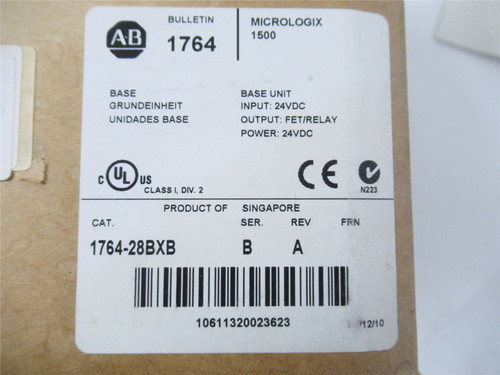 AB
BULLETIN
1764
MICROLOGIX
1500
BASE
GRUNDEINHEIT
UNIDADES BASE
BASE UNIT
INPUT: 24VDC
OUTPUT: FET/RELAY
POWER: 24VDC
C UL US
CLASS I, DIV. 2
CE
N223
PRODUCT OF SINGAPORE
CAT. SER. REV FRN
1764-28BXB B A
10611320023623
/12/10